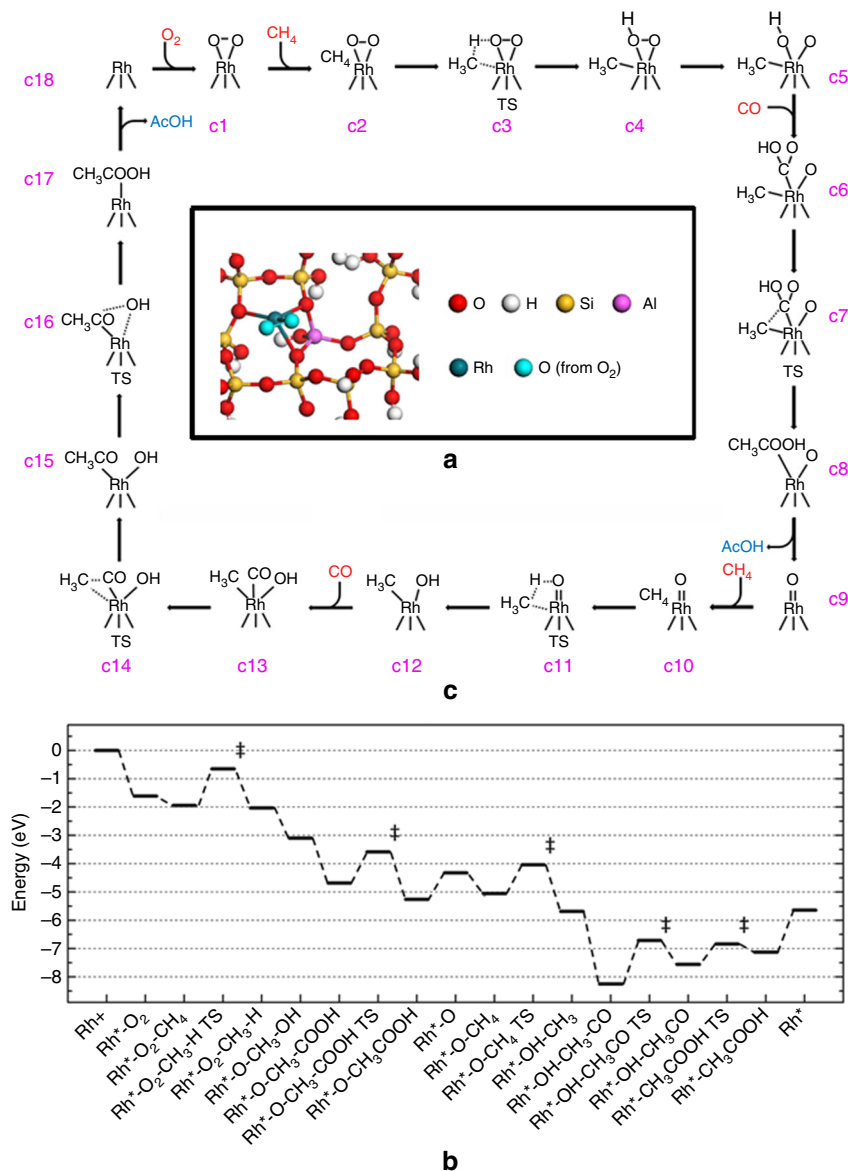 O₂
CH₄
c18
Rh
O–O
Rh
c1
CH₄
O–O
Rh
c2
H
O–O
H₃C
Rh
TS
c3
H
O–O
H₃C
Rh
c4
H
O
O
H₃C
Rh
c5
AcOH
CO
c17
CH₃COOH
Rh
HO
O
C
O
H₃C
Rh
c6
c16
OH
CH₃CO
Rh
TS
HO
O
C
O
H₃C
Rh
TS
c7
O
H
Si
Al
Rh
O (from O₂)
a
c15
CH₃CO
OH
Rh
CH₃COOH
O
Rh
c8
AcOH
CH₄
H₃C
CO
OH
Rh
TS
c14
CO
H₃C
CO
OH
Rh
c13
H₃C
OH
Rh
c12
H
O
H₃C
Rh
TS
c11
O
CH₄
Rh
c10
O
Rh
c9
c
Energy (eV)
0
–1
–2
–3
–4
–5
–6
–7
–8
‡
‡
‡
‡
‡
Rh+
Rh*-O₂
Rh*-O₂-CH₄
Rh*-O₂-CH₃-H TS
Rh*-O₂-CH₃-H
Rh*-O-CH₃-OH
Rh*-O-CH₃-COOH
Rh*-O-CH₃-COOH TS
Rh*-O-CH₃COOH
Rh*-O
Rh*-O-CH₄
Rh*-O-CH₄ TS
Rh*-OH-CH₃
Rh*-OH-CH₃-CO
Rh*-OH-CH₃CO TS
Rh*-OH-CH₃CO
Rh*-CH₃COOH TS
Rh*-CH₃COOH
Rh*
b